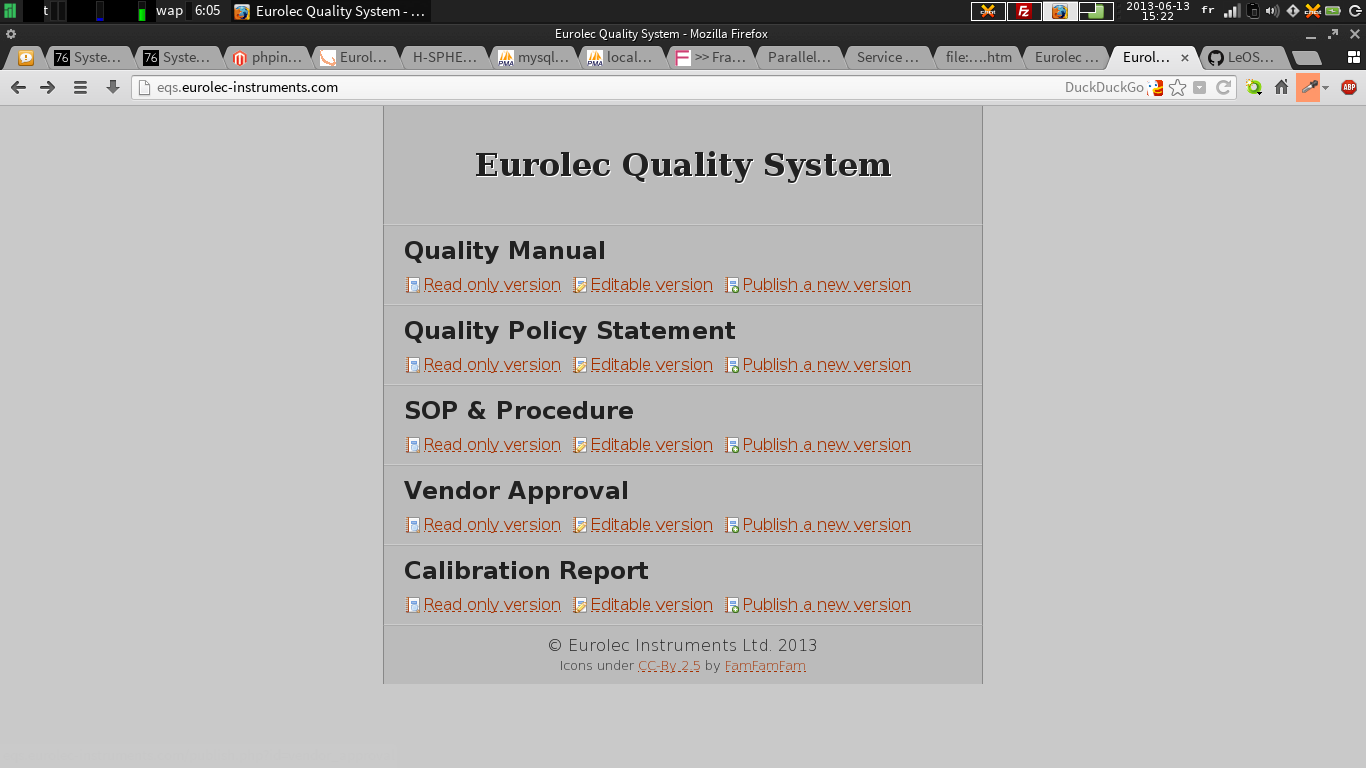 t wap 6:05 Eurolec Quality System - ... 2013-06-13 fr
15:22
Eurolec Quality System - Mozilla Firefox
76 Syste... 76 Syste... phpin... Eurol... H-SPHE... PMA mysql... PMA local... F >> Fra... Parallel... Service ... file:....htm Eurolec ... Eurol... LeOS...
eqs.eurolec-instruments.com DuckDuckGo ABP
Eurolec Quality System
Quality Manual
Read only version Editable version Publish a new version
Quality Policy Statement
Read only version Editable version Publish a new version
SOP & Procedure
Read only version Editable version Publish a new version
Vendor Approval
Read only version Editable version Publish a new version
Calibration Report
Read only version Editable version Publish a new version
© Eurolec Instruments Ltd. 2013
Icons under CC-By 2.5 by FamFamFam